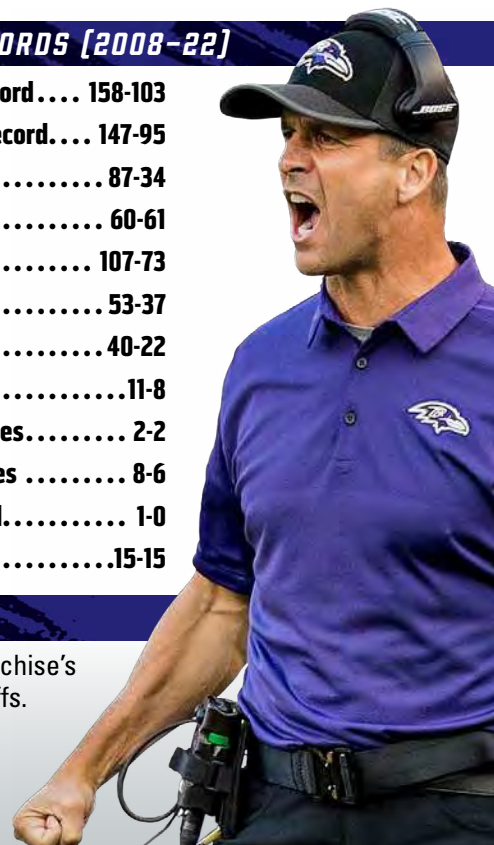 ORDS (2008–22)
ord.... 158-103
ecord.... 147-95
.......... 87-34
.......... 60-61
.......... 107-73
.......... 53-37
.......... 40-22
............11-8
es......... 2-2
es ......... 8-6
l.......... 1-0
...........15-15
chise's
ffs.
BOSE